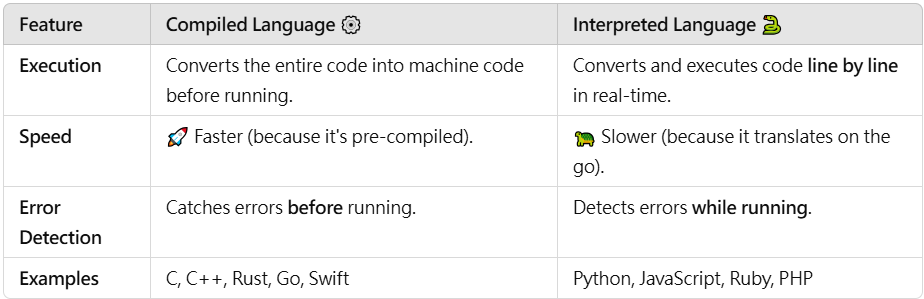 Feature Compiled Language ⚙️ Interpreted Language 🐍
Execution Converts the entire code into machine code Converts and executes code line by line
before running. in real-time.
Speed 🚀 Faster (because it's pre-compiled). 🐢 Slower (because it translates on the
go).
Error Catches errors before running. Detects errors while running.
Detection
Examples C, C++, Rust, Go, Swift Python, JavaScript, Ruby, PHP